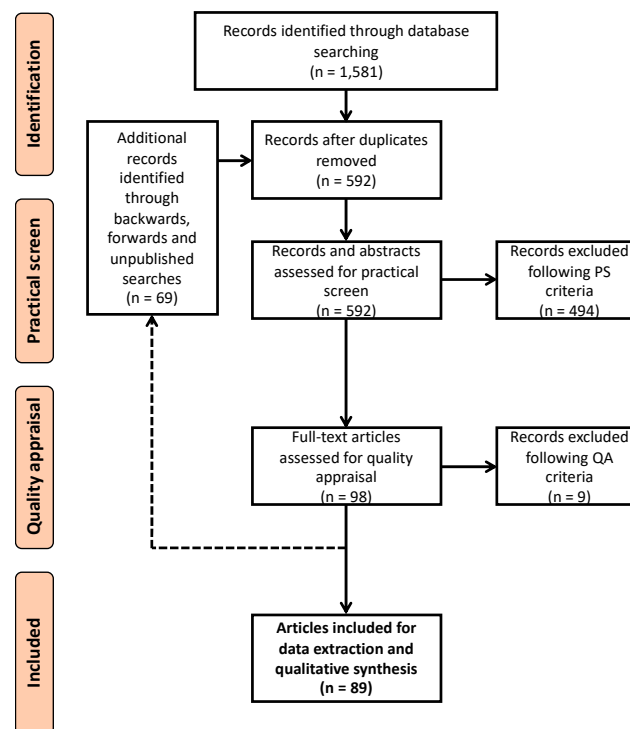 Identification
Records identified through database
searching
(n = 1,581)
Additional
records
identified
through
backwards,
forwards and
unpublished
searches
(n = 69)
Records after duplicates
removed
(n = 592)
Practical screen
Records and abstracts
assessed for practical
screen
(n = 592)
Records excluded
following PS
criteria
(n = 494)
Quality appraisal
Full-text articles
assessed for quality
appraisal
(n = 98)
Records excluded
following QA
criteria
(n = 9)
Included
Articles included for
data extraction and
qualitative synthesis
(n = 89)